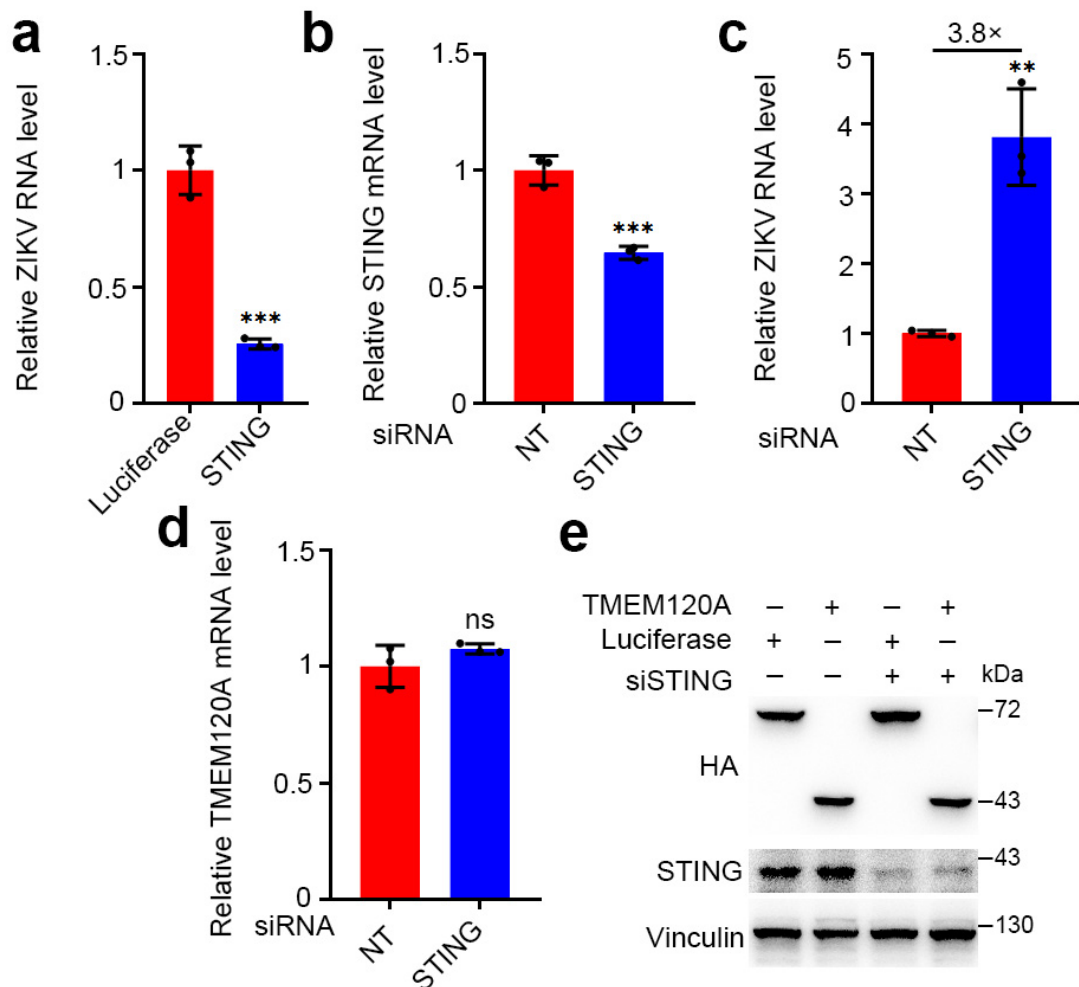 a
Relative ZIKV RNA level
1.5
1
0.5
0
***
Luciferase
STING
b
Relative STING mRNA level
1.5
1
0.5
0
***
siRNA
NT
STING
c
Relative ZIKV RNA level
3.8×
5
4
3
2
1
0
**
siRNA
NT
STING
d
Relative TMEM120A mRNA level
1.5
1
0.5
0
ns
siRNA
NT
STING
e
TMEM120A – + – +
Luciferase + – + –
siSTING – – + + kDa
HA
–72
–43
STING
–43
Vinculin
–130